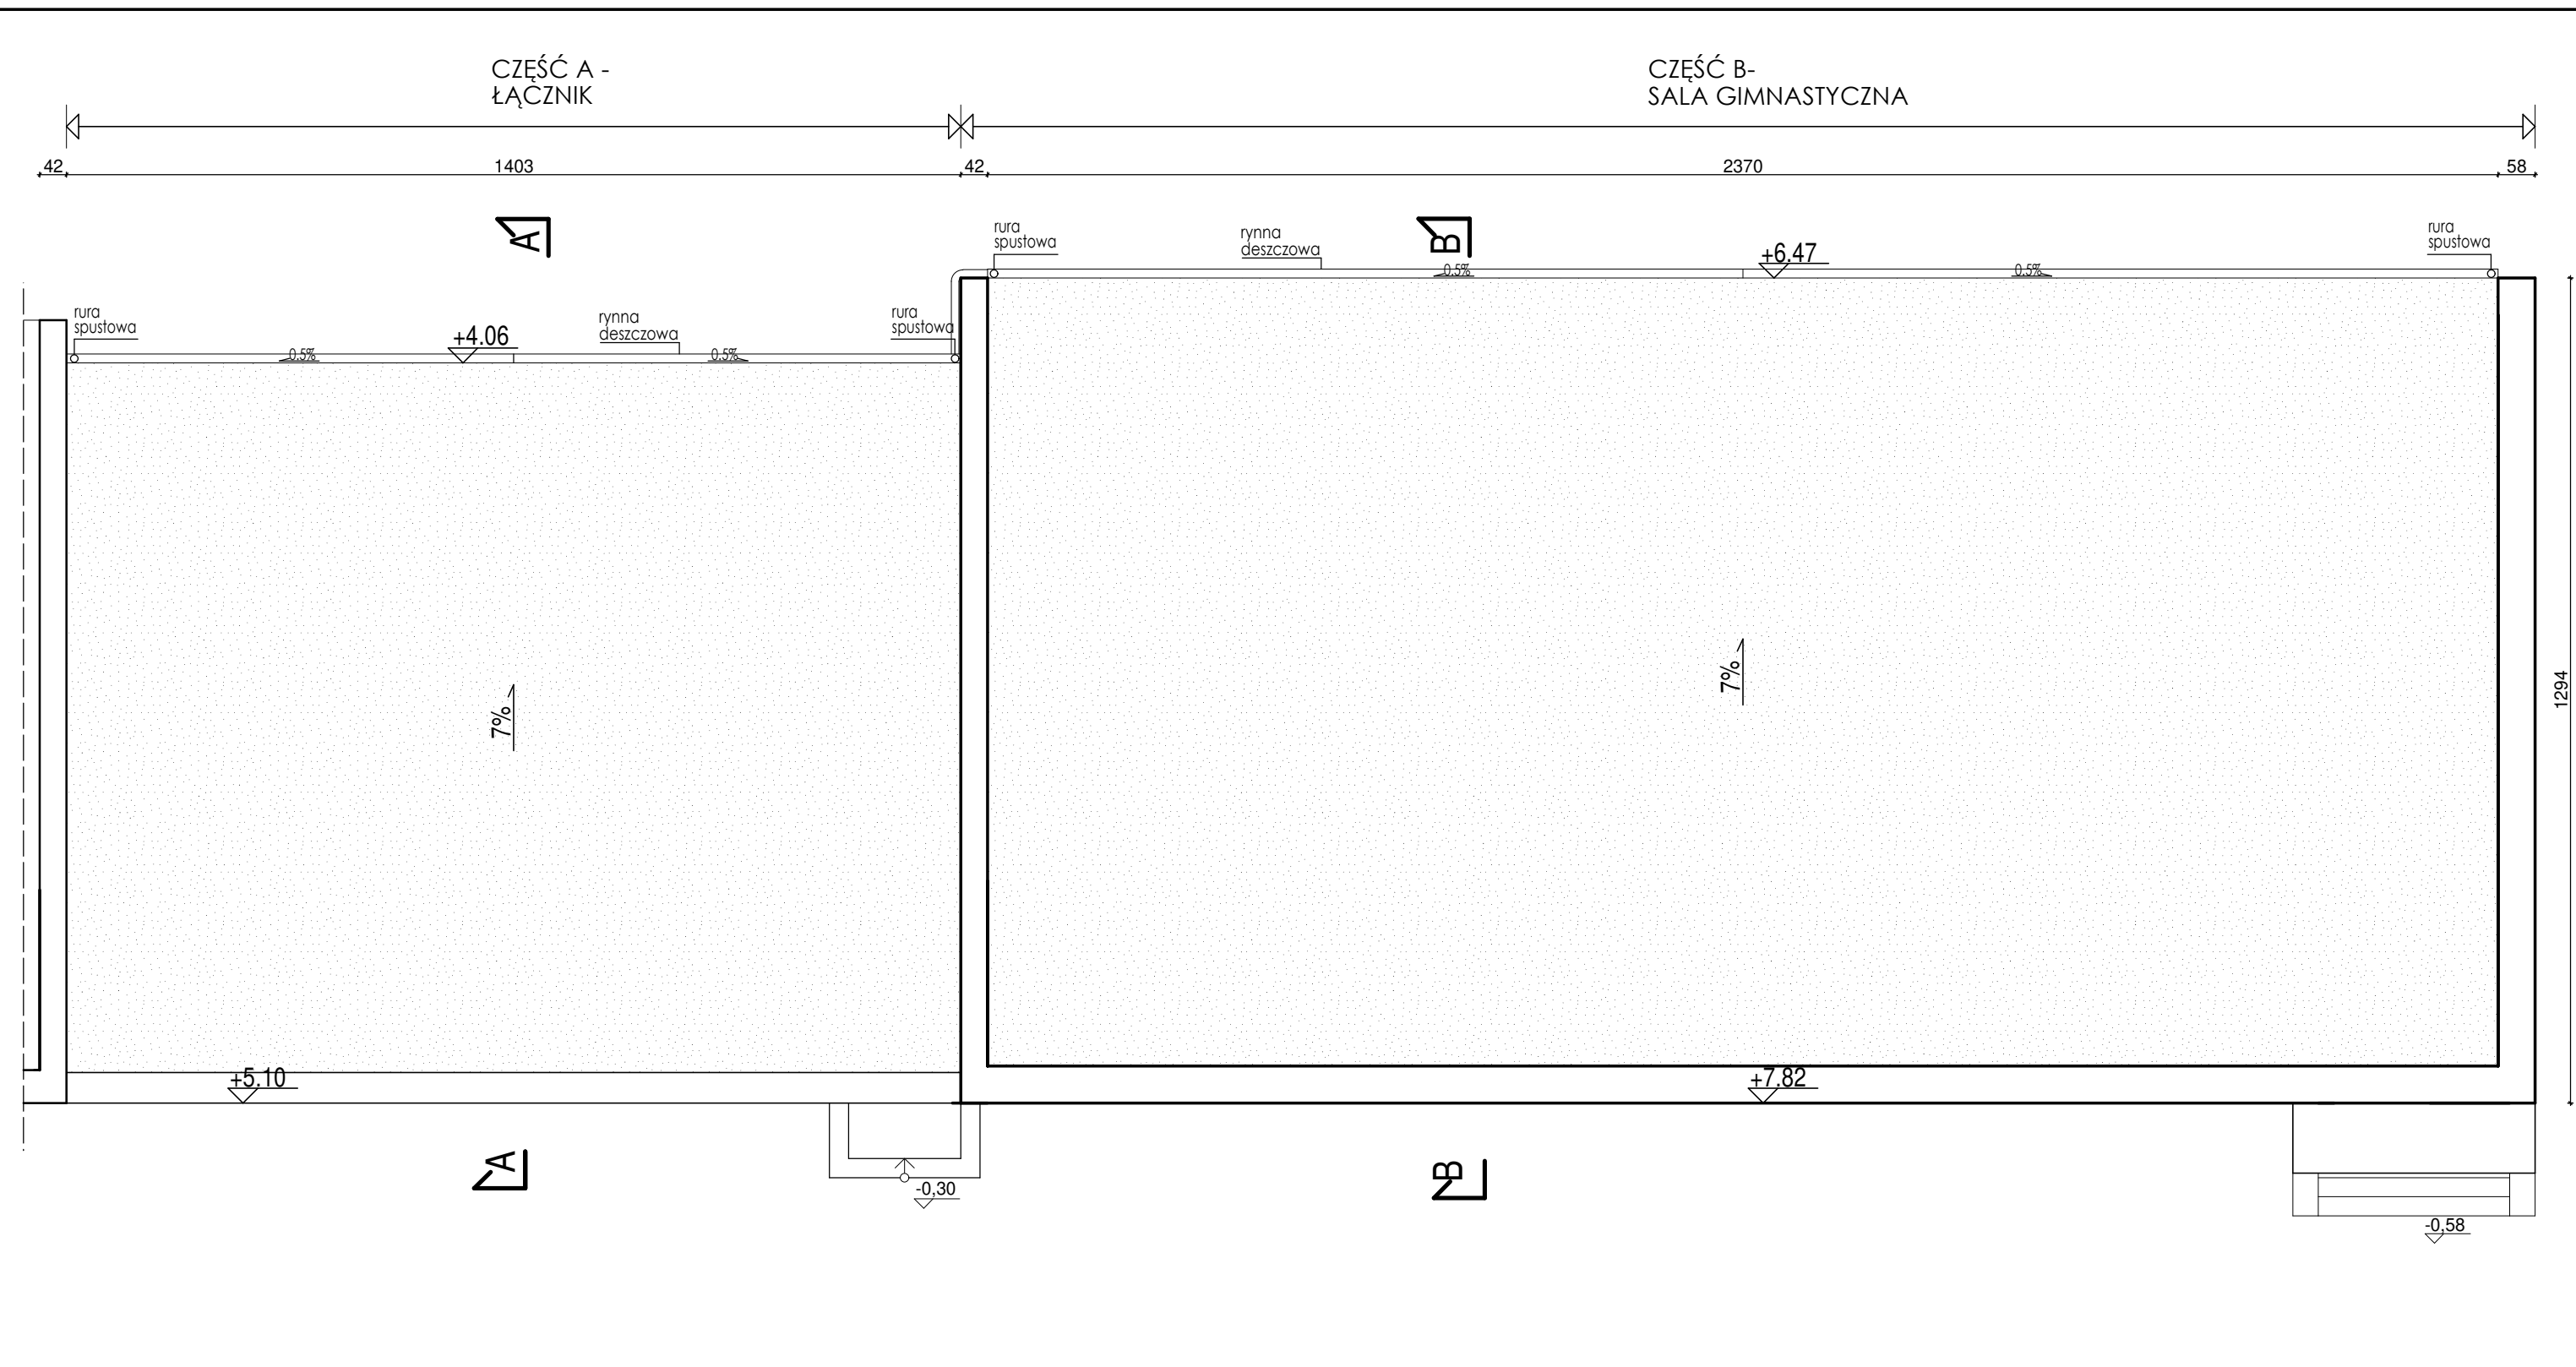 CZĘŚĆ A -
ŁĄCZNIK
CZĘŚĆ B-
SALA GIMNASTYCZNA
42
1403
42
2370
58
A
B
rura
spustowa
rynna
deszczowa
0.5%
+6.47
0.5%
rura
spustowa
rura
spustowa
0.5%
+4.06
rynna
deszczowa
0.5%
rura
spustowa
7%
7%
1294
+5.10
+7.82
A
B
-0,30
-0,58